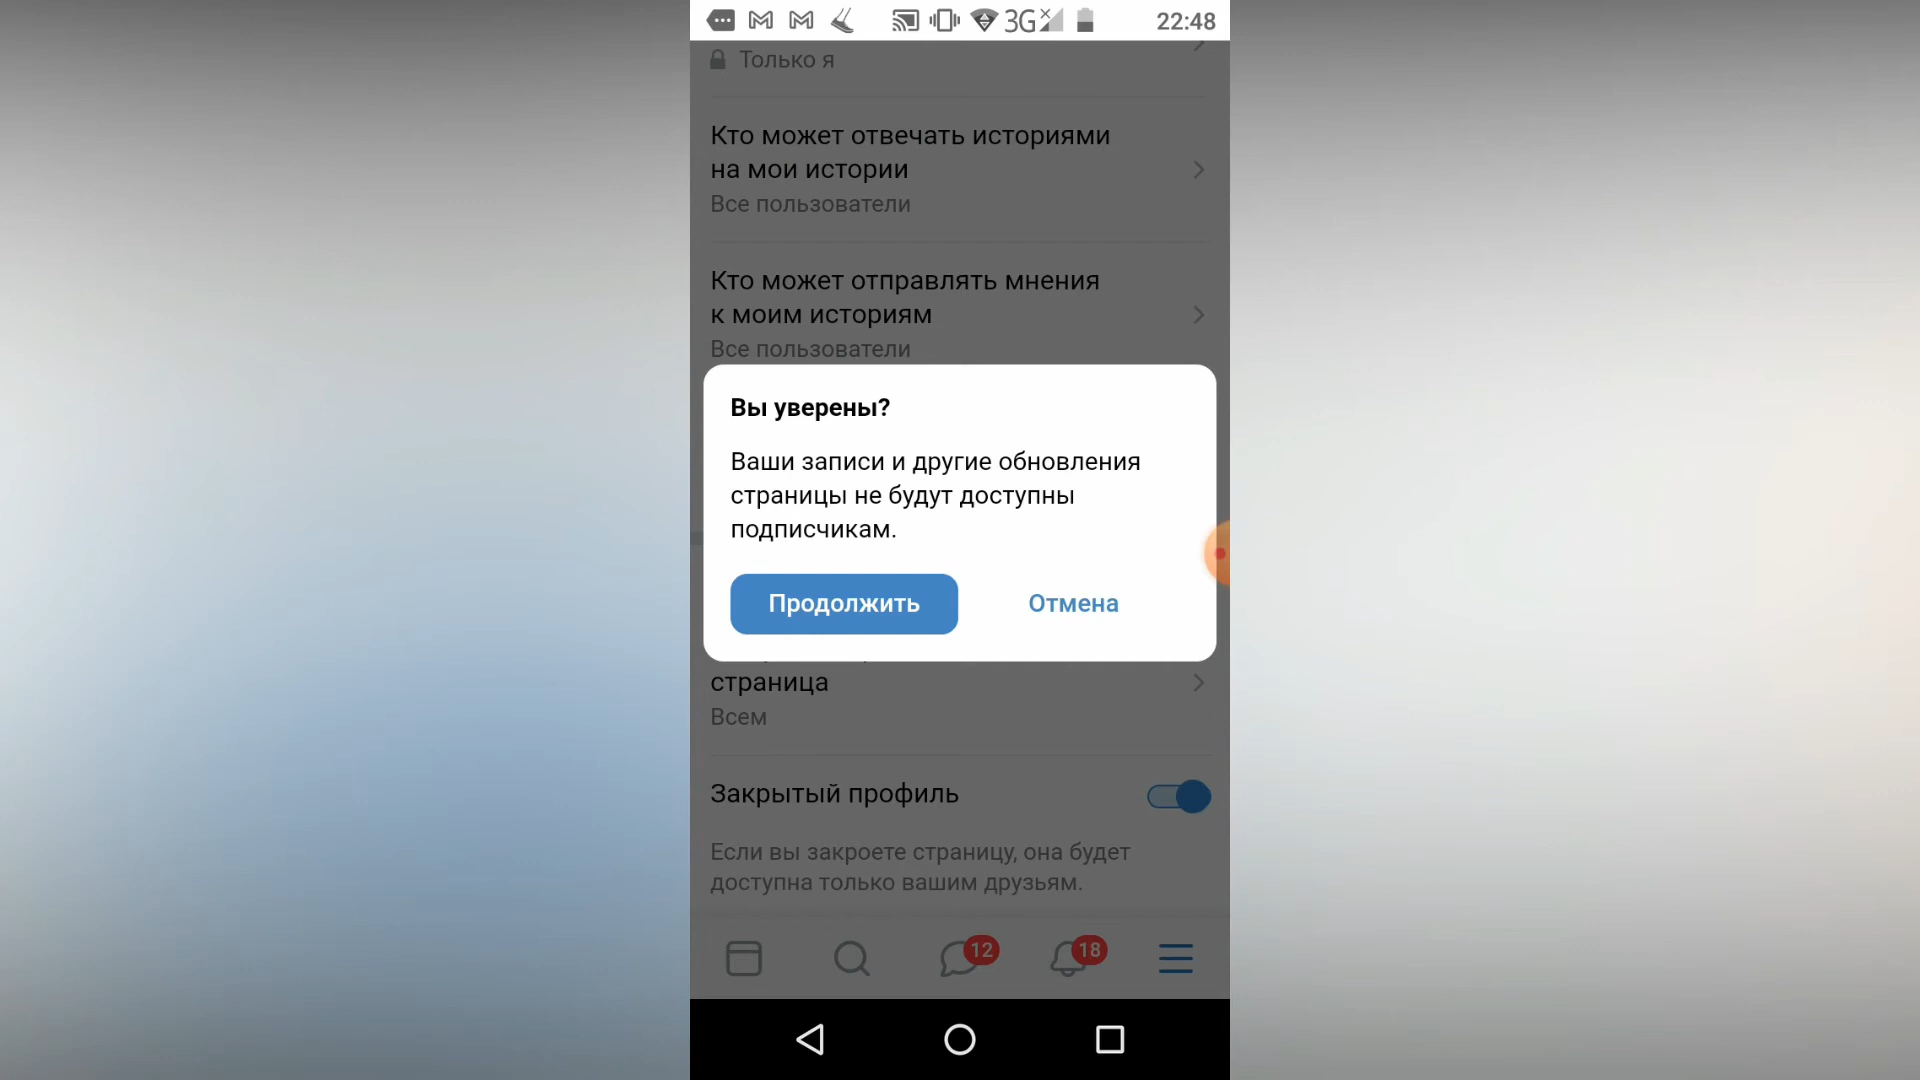 3G 22:48
Только я
Кто может отвечать историями
на мои истории
Все пользователи
Кто может отправлять мнения
к моим историям
Все пользователи
Вы уверены?
Ваши записи и другие обновления
страницы не будут доступны
подписчикам.
Продолжить Отмена
страница
Всем
Закрытый профиль
Если вы закроете страницу, она будет
доступна только вашим друзьям.
12 18